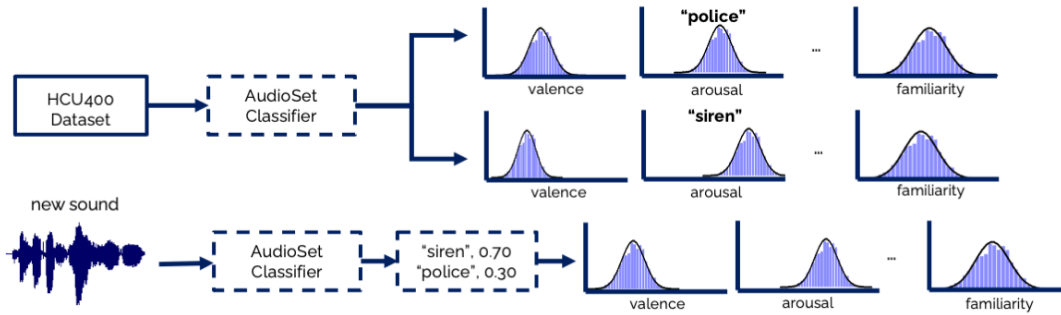 “police”
...
valence
arousal
familiarity
HCU400
Dataset
AudioSet
Classifier
“siren”
...
valence
arousal
familiarity
new sound
AudioSet
Classifier
“siren”, 0.70
“police”, 0.30
...
valence
arousal
familiarity